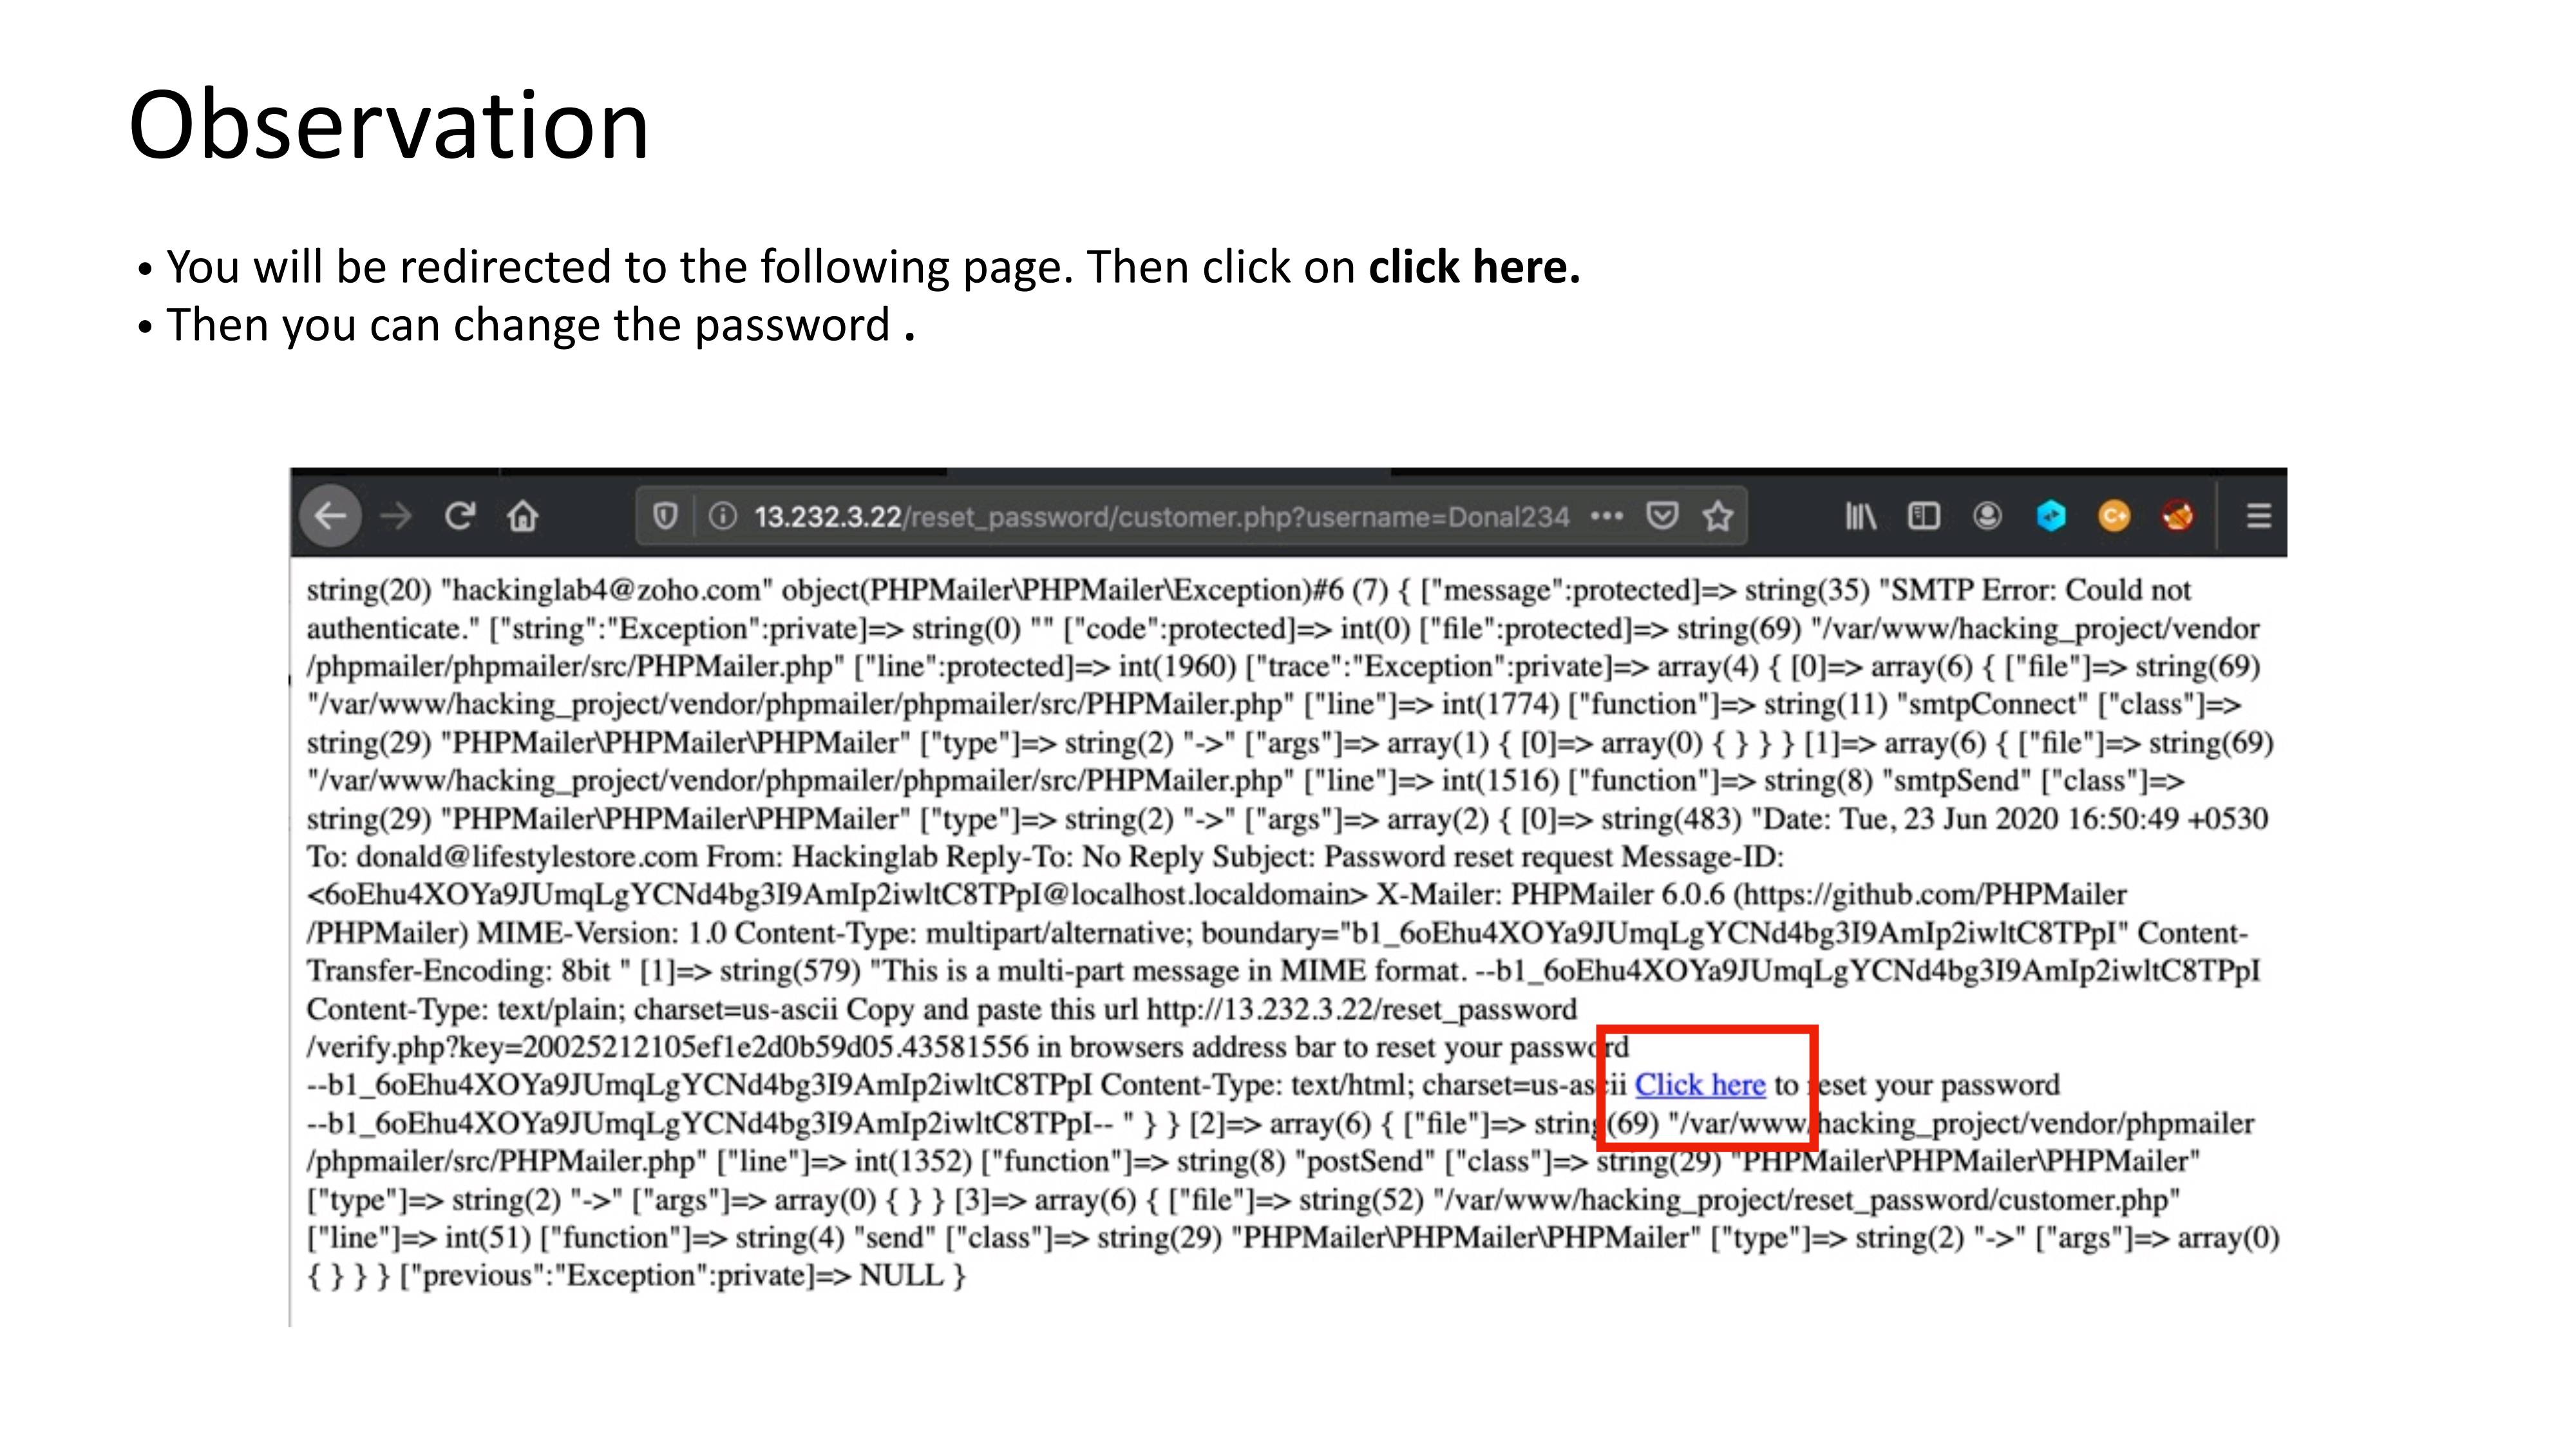 Observation
• You will be redirected to the following page. Then click on click here.
• Then you can change the password .
13.232.3.22/reset_password/customer.php?username=Donal234
string(20) "hackinglab4@zoho.com" object(PHPMailer\PHPMailer\Exception)#6 (7) { ["message":protected]=> string(35) "SMTP Error: Could not
authenticate." ["string":"Exception":private]=> string(0) "" ["code":protected]=> int(0) ["file":protected]=> string(69) "/var/www/hacking_project/vendor
/phpmailer/phpmailer/src/PHPMailer.php" ["line":protected]=> int(1960) ["trace":"Exception":private]=> array(4) { [0]=> array(6) { ["file"]=> string(69)
"/var/www/hacking_project/vendor/phpmailer/phpmailer/src/PHPMailer.php" ["line"]=> int(1774) ["function"]=> string(11) "smtpConnect" ["class"]=>
string(29) "PHPMailer\PHPMailer\PHPMailer" ["type"]=> string(2) "->" ["args"]=> array(1) { [0]=> array(0) { } } } [1]=> array(6) { ["file"]=> string(69)
"/var/www/hacking_project/vendor/phpmailer/phpmailer/src/PHPMailer.php" ["line"]=> int(1516) ["function"]=> string(8) "smtpSend" ["class"]=>
string(29) "PHPMailer\PHPMailer\PHPMailer" ["type"]=> string(2) "->" ["args"]=> array(2) { [0]=> string(483) "Date: Tue, 23 Jun 2020 16:50:49 +0530
To: donald@lifestylestore.com From: Hackinglab Reply-To: No Reply Subject: Password reset request Message-ID:
<6oEhu4XOYa9JUmqLgYCNd4bg3I9AmIp2iwltC8TPpI@localhost.localdomain> X-Mailer: PHPMailer 6.0.6 (https://github.com/PHPMailer
/PHPMailer) MIME-Version: 1.0 Content-Type: multipart/alternative; boundary="b1_6oEhu4XOYa9JUmqLgYCNd4bg3I9AmIp2iwltC8TPpI" Content-
Transfer-Encoding: 8bit " [1]=> string(579) "This is a multi-part message in MIME format. --b1_6oEhu4XOYa9JUmqLgYCNd4bg3I9AmIp2iwltC8TPpI
Content-Type: text/plain; charset=us-ascii Copy and paste this url http://13.232.3.22/reset_password
/verify.php?key=20025212105ef1e2d0b59d05.43581556 in browsers address bar to reset your password
--b1_6oEhu4XOYa9JUmqLgYCNd4bg3I9AmIp2iwltC8TPpI Content-Type: text/html; charset=us-ascii Click here to reset your password
--b1_6oEhu4XOYa9JUmqLgYCNd4bg3I9AmIp2iwltC8TPpI-- " } } [2]=> array(6) { ["file"]=> string(69) "/var/www/hacking_project/vendor/phpmailer
/phpmailer/src/PHPMailer.php" ["line"]=> int(1352) ["function"]=> string(8) "postSend" ["class"]=> string(29) "PHPMailer\PHPMailer\PHPMailer"
["type"]=> string(2) "->" ["args"]=> array(0) { } } [3]=> array(6) { ["file"]=> string(52) "/var/www/hacking_project/reset_password/customer.php"
["line"]=> int(51) ["function"]=> string(4) "send" ["class"]=> string(29) "PHPMailer\PHPMailer\PHPMailer" ["type"]=> string(2) "->" ["args"]=> array(0)
{ } } } ["previous":"Exception":private]=> NULL }